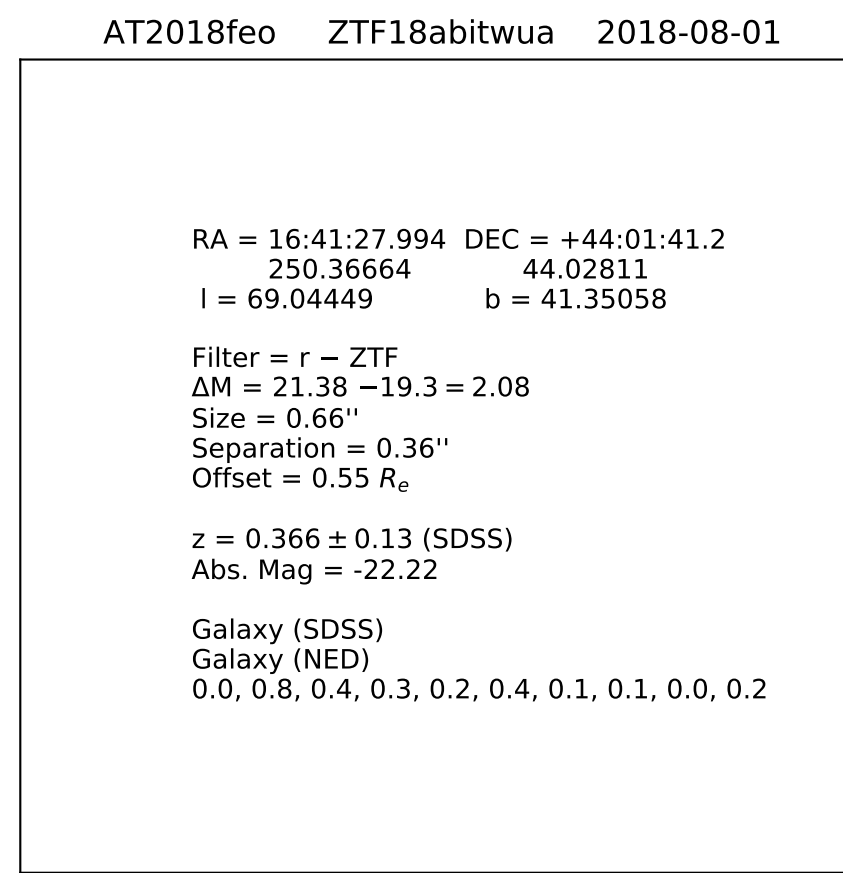 AT2018feo ZTF18abitwua 2018-08-01
RA = 16:41:27.994 DEC = +44:01:41.2
250.36664 44.02811
l = 69.04449 b = 41.35058
Filter = r − ZTF
ΔM = 21.38 −19.3 = 2.08
Size = 0.66''
Separation = 0.36''
Offset = 0.55 Rₑ
z = 0.366 ± 0.13 (SDSS)
Abs. Mag = -22.22
Galaxy (SDSS)
Galaxy (NED)
0.0, 0.8, 0.4, 0.3, 0.2, 0.4, 0.1, 0.1, 0.0, 0.2